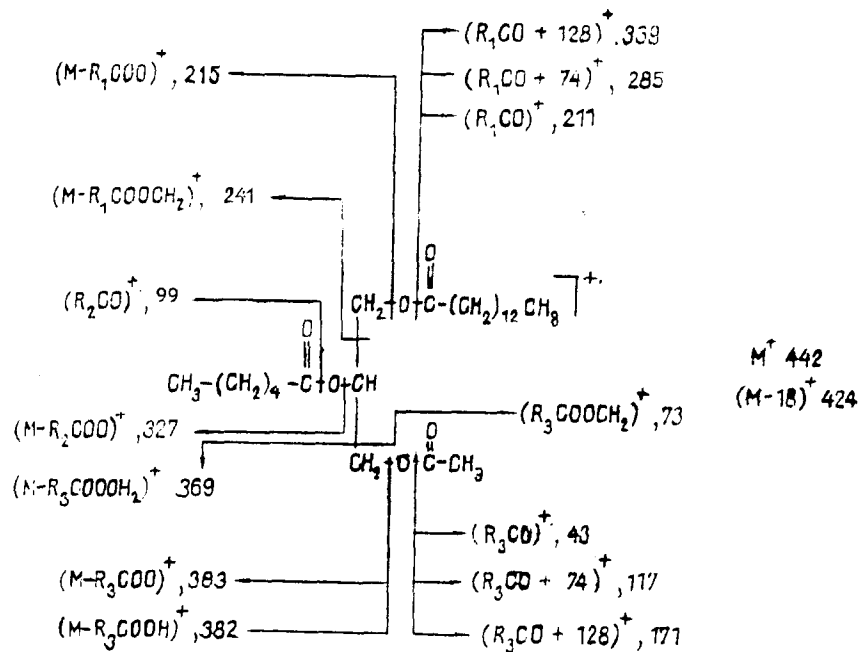 (R₁CO + 128)⁺, 339
(M-R₁COO)⁺, 215
(R₁CO + 74)⁺, 285
(R₁CO)⁺, 211
(M-R₁COOCH₂)⁺, 241
O
CH₂-O-C-(CH₂)₁₂CH₃ +.
(R₂CO)⁺, 99
O
M⁺ 442
CH₃-(CH₂)₄-C-O-CH
(M-18)⁺ 424
(R₃COOCH₂)⁺, 73
(M-R₂COO)⁺, 327
O
CH₂-O-C-CH₃
(M-R₃COOOH₂)⁺ 369
(R₃CO)⁺, 43
(M-R₃COO)⁺, 383
(R₃CO + 74)⁺, 117
(M-R₃COOH)⁺, 382
(R₃CO + 128)⁺, 171